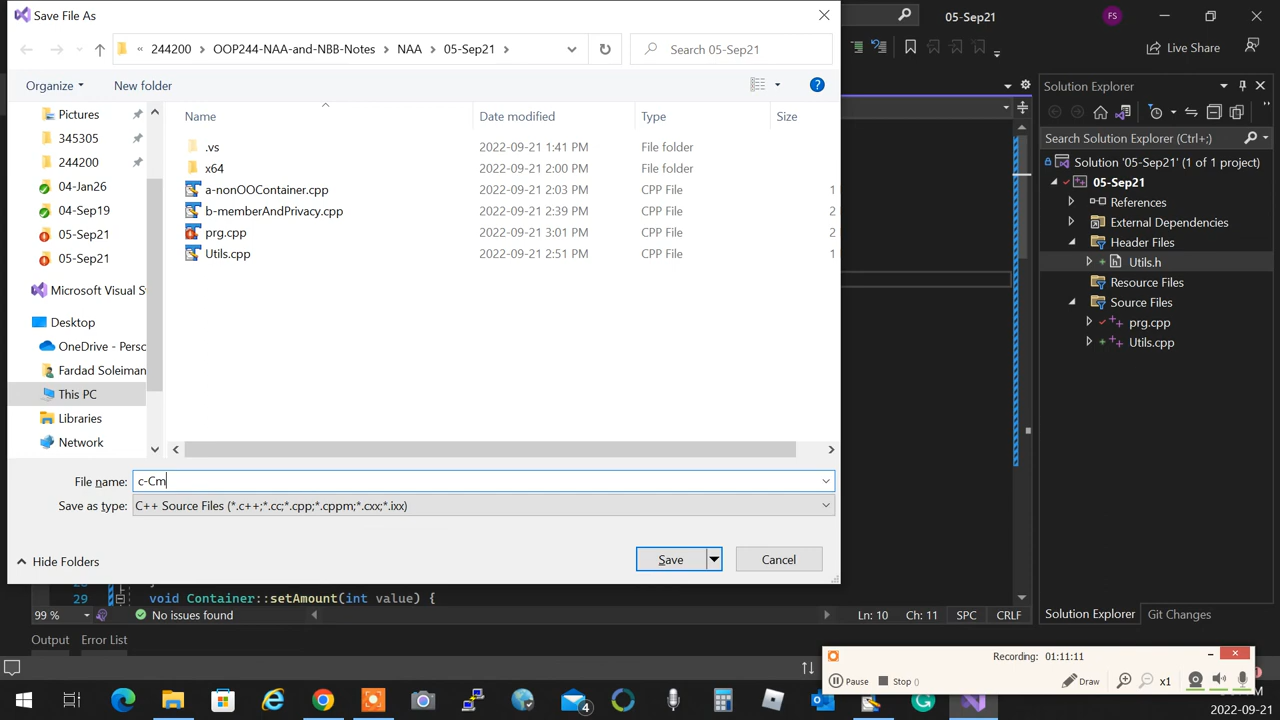 Save File As
05-Sep21
FS
« 244200 > OOP244-NAA-and-NBB-Notes > NAA > 05-Sep21 >
Search 05-Sep21
Live Share
Organize
New folder
Solution Explorer
Pictures
Name
Date modified
Type
Size
345305
Search Solution Explorer (Ctrl+;)
.vs
2022-09-21 1:41 PM
File folder
244200
Solution '05-Sep21' (1 of 1 project)
x64
2022-09-21 2:00 PM
File folder
04-Jan26
a-nonOOContainer.cpp
2022-09-21 2:03 PM
CPP File
1
05-Sep21
References
04-Sep19
b-memberAndPrivacy.cpp
2022-09-21 2:39 PM
CPP File
2
External Dependencies
05-Sep21
prg.cpp
2022-09-21 3:01 PM
CPP File
2
Header Files
05-Sep21
Utils.cpp
2022-09-21 2:51 PM
CPP File
1
Utils.h
Microsoft Visual S
Resource Files
Source Files
Desktop
prg.cpp
OneDrive - Perso
Utils.cpp
Fardad Soleiman
This PC
Libraries
Network
File name: c-Cm
Save as type: C++ Source Files (*.c++;*.cc;*.cpp;*.cppm;*.cxx;*.ixx)
Hide Folders
Save
Cancel
29 void Container::setAmount(int value) {
99 %
No issues found
Ln: 10
Ch: 11
SPC
CRLF
Solution Explorer
Git Changes
Output
Error List
Recording: 01:11:11
Pause
Stop ()
Draw
x1
4
2022-09-21